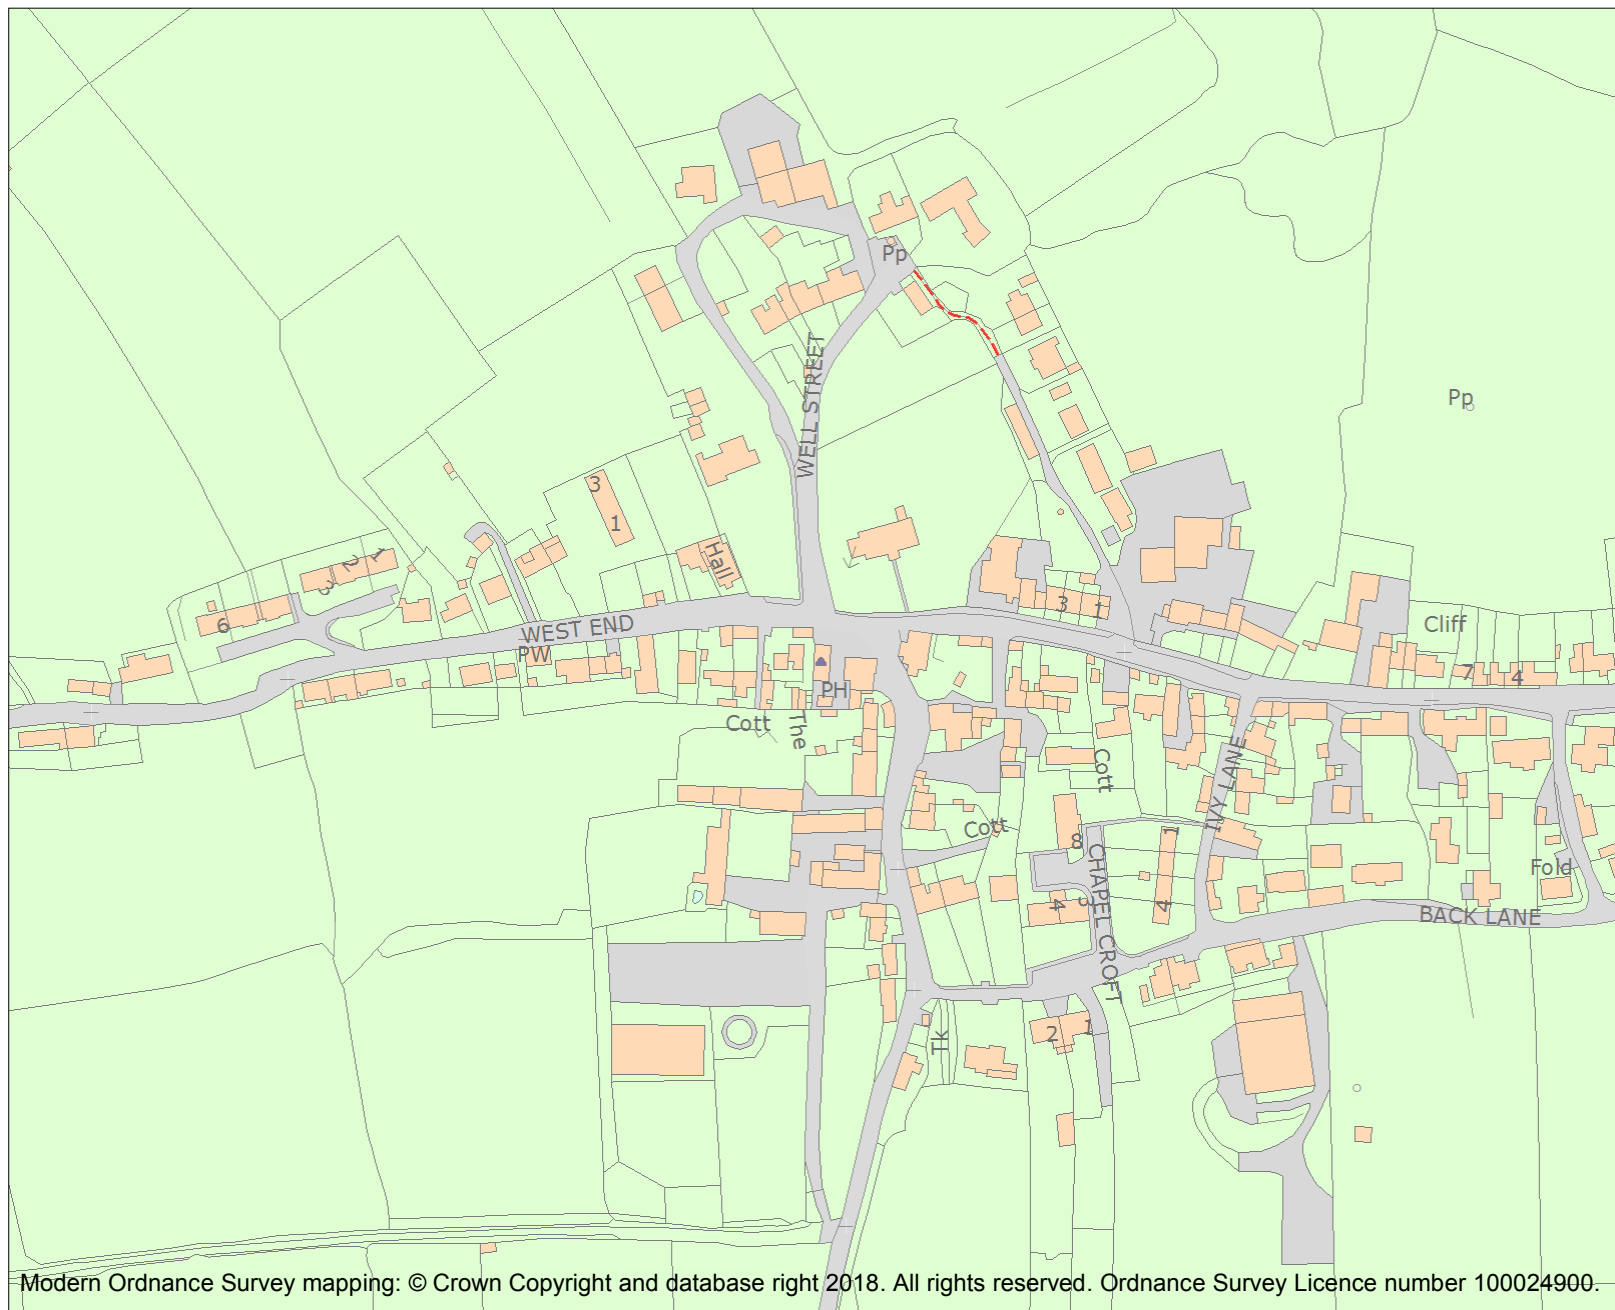 Pp
WELL STREET
Pp
3
1
Hall
1
2
3
6
3
1
WEST END
PW
Cliff
PH
7
4
Cott
The
Cott
IVY LANE
Cott
8
1
CHAPEL CROFT
Fold
4
3
4
BACK LANE
Tk
2
1
Modern Ordnance Survey mapping: © Crown Copyright and database right 2018. All rights reserved. Ordnance Survey Licence number 100024900.